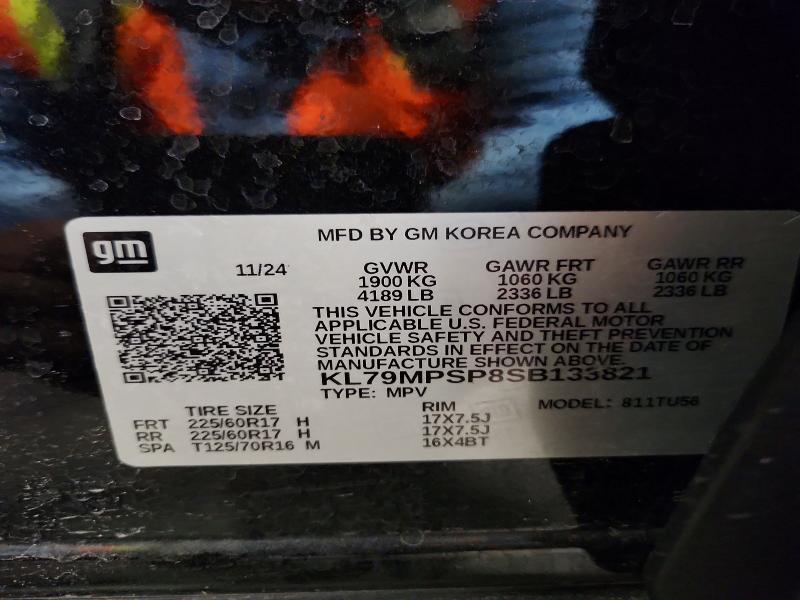 gm
MFD BY GM KOREA COMPANY
11/24 GVWR GAWR FRT GAWR RR
1900 KG 1060 KG 1060 KG
4189 LB 2336 LB 2336 LB
THIS VEHICLE CONFORMS TO ALL
APPLICABLE U.S. FEDERAL MOTOR
VEHICLE SAFETY AND THEFT PREVENTION
STANDARDS IN EFFECT ON THE DATE OF
MANUFACTURE SHOWN ABOVE.
KL79MPSP8SB133821
TYPE: MPV
TIRE SIZE RIM MODEL: 811TU56
FRT 225/60R17 H 17X7.5J
RR 225/60R17 H 17X7.5J
SPA T125/70R16 M 16X4BT